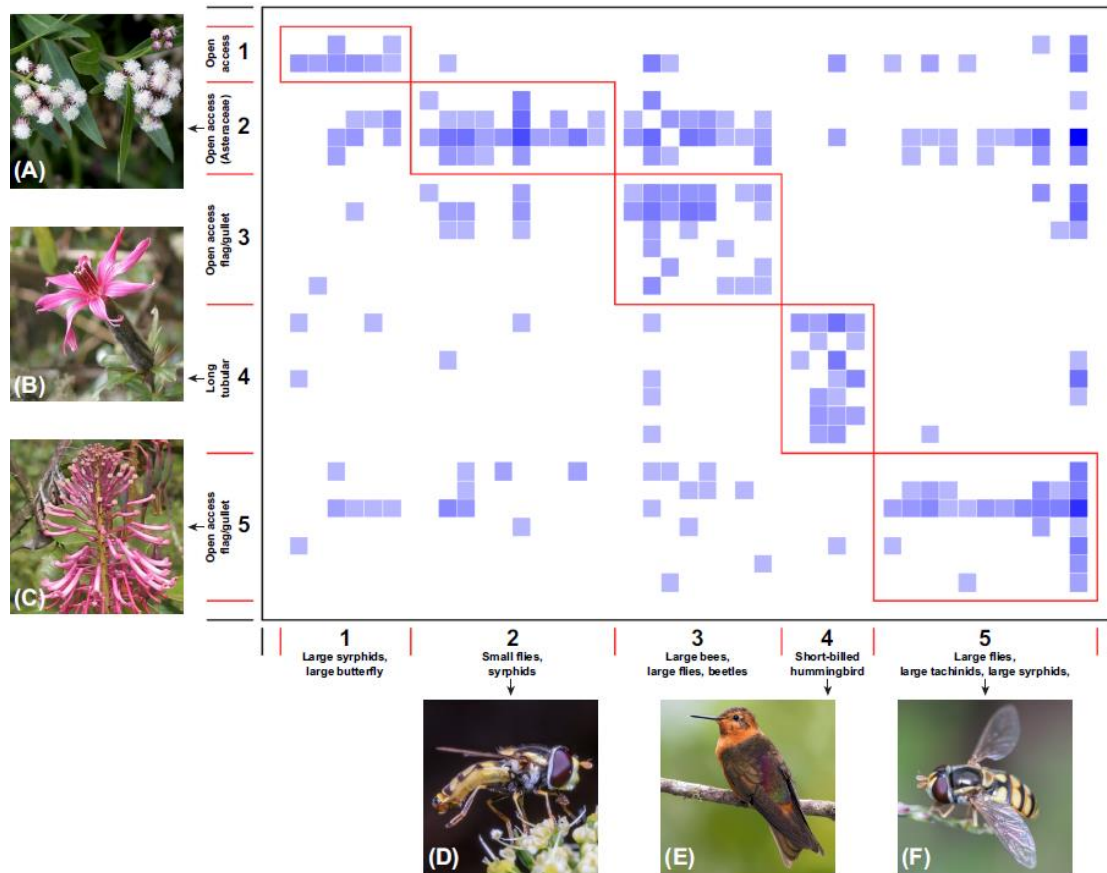 (A)
(B)
(C)
Open access
1
Open access
(Asteraceae)
2
Open access
flag/gullet
3
Long
tubular
4
Open access
flag/gullet
5
1
Large syrphids,
large butterfly
2
Small flies,
syrphids
3
Large bees,
large flies, beetles
4
Short-billed
hummingbird
5
Large flies,
large tachinids, large syrphids,
(D)
(E)
(F)